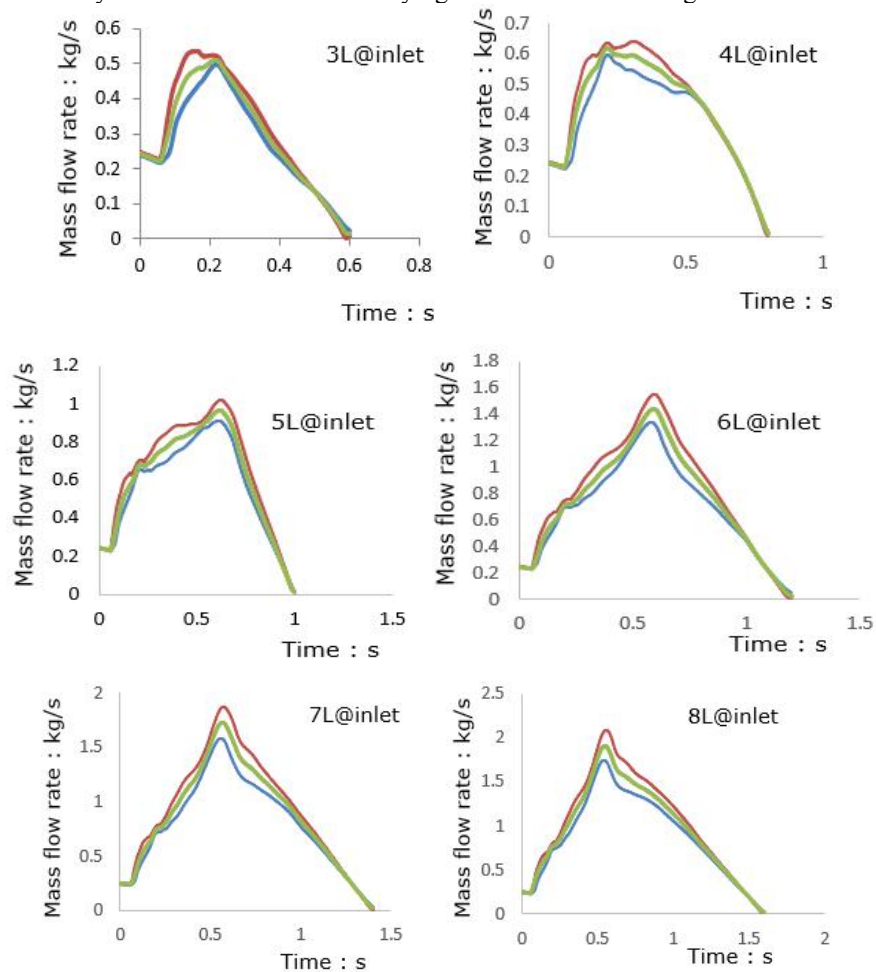 3L@inlet
Mass flow rate : kg/s
0.6
0.5
0.4
0.3
0.2
0.1
0
0 0.2 0.4 0.6 0.8
Time : s
4L@inlet
Mass flow rate : kg/s
0.7
0.6
0.5
0.4
0.3
0.2
0.1
0
0 0.5 1
Time : s
5L@inlet
Mass flow rate : kg/s
1.2
1
0.8
0.6
0.4
0.2
0
0 0.5 1 1.5
Time : s
6L@inlet
Mass flow rate : kg/s
1.8
1.6
1.4
1.2
1
0.8
0.6
0.4
0.2
0
0 0.5 1 1.5
Time : s
7L@inlet
Mass flow rate : kg/s
2
1.5
1
0.5
0
0 0.5 1 1.5
Time : s
8L@inlet
Mass flow rate : kg/s
2.5
2
1.5
1
0.5
0
0 0.5 1 1.5 2
Time : s